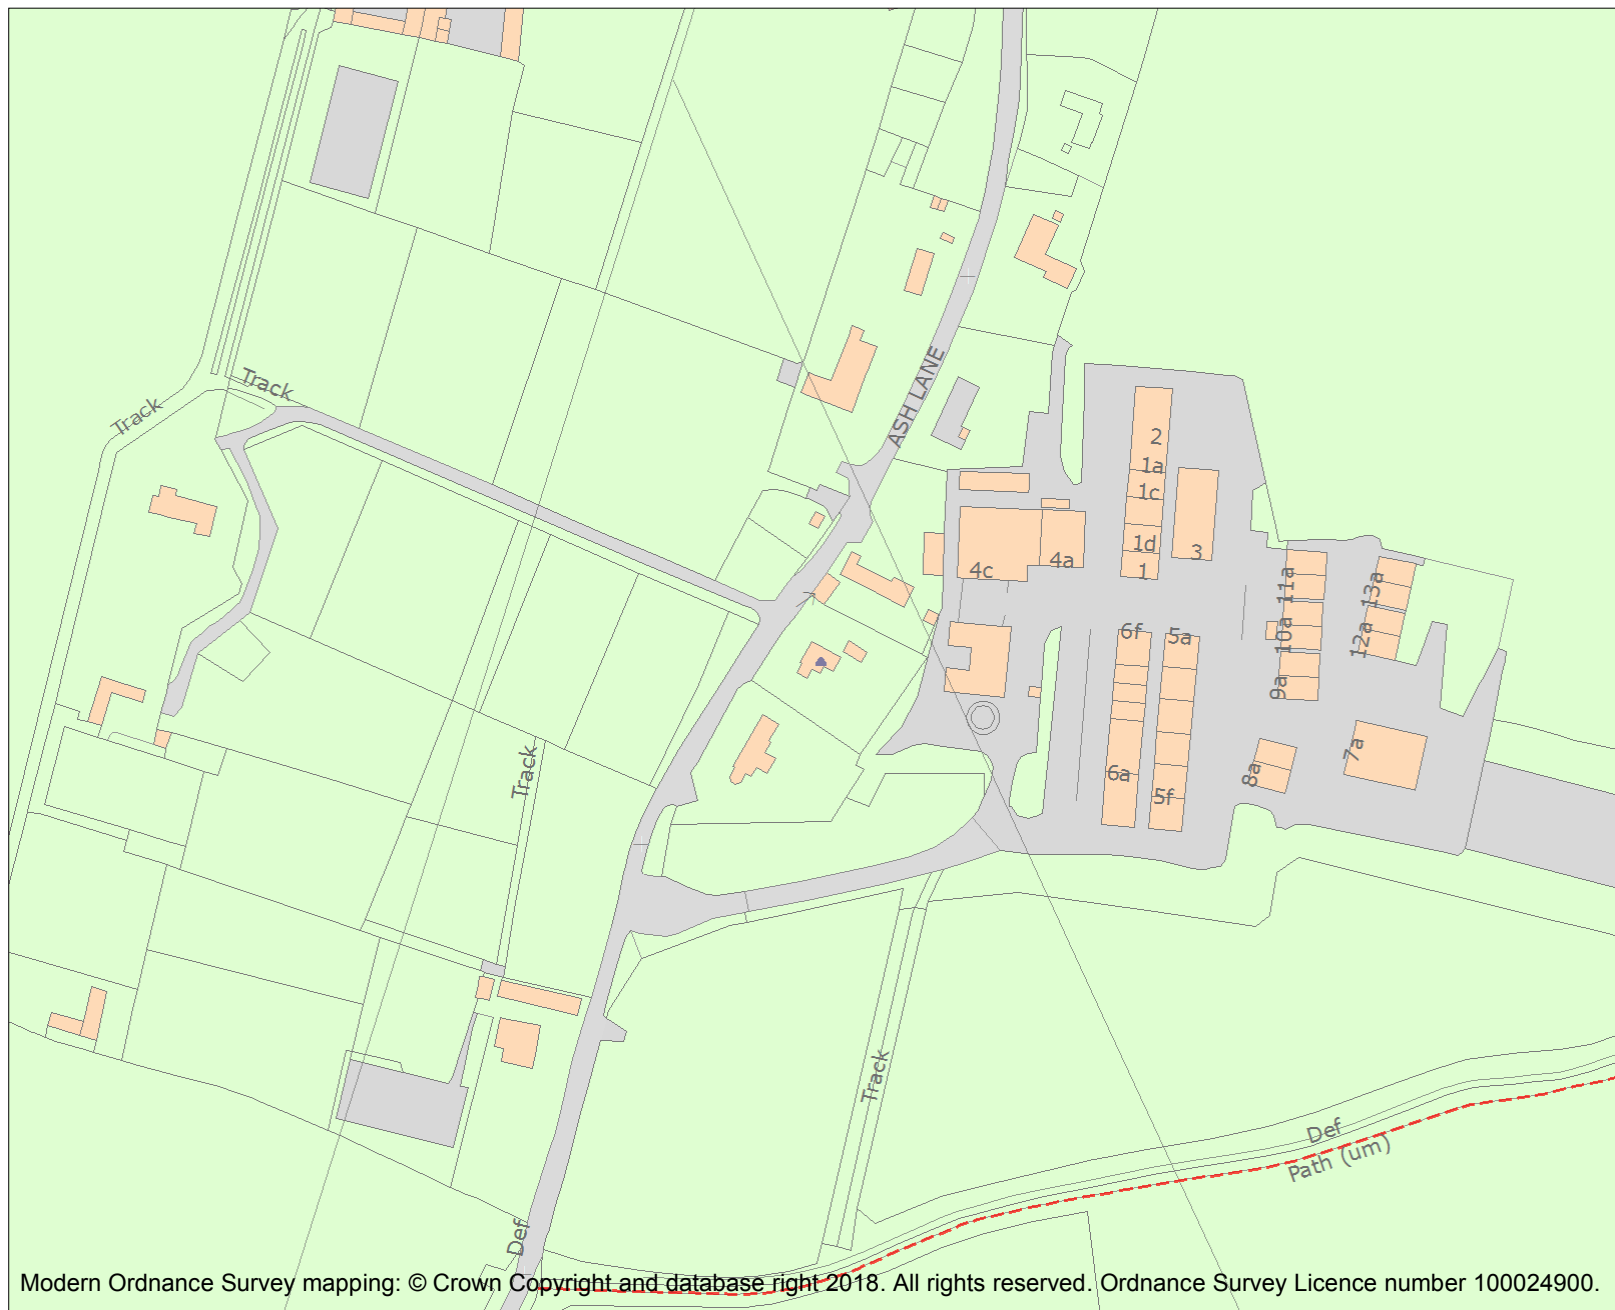 Track
Track
ASH LANE
2
1a
1c
1d
1
3
4c
4a
11a
13a
10a
12a
9a
6f
5a
7a
8a
6a
5f
Track
Track
Def
Path (um)
Def
Modern Ordnance Survey mapping: © Crown Copyright and database right 2018. All rights reserved. Ordnance Survey Licence number 100024900.